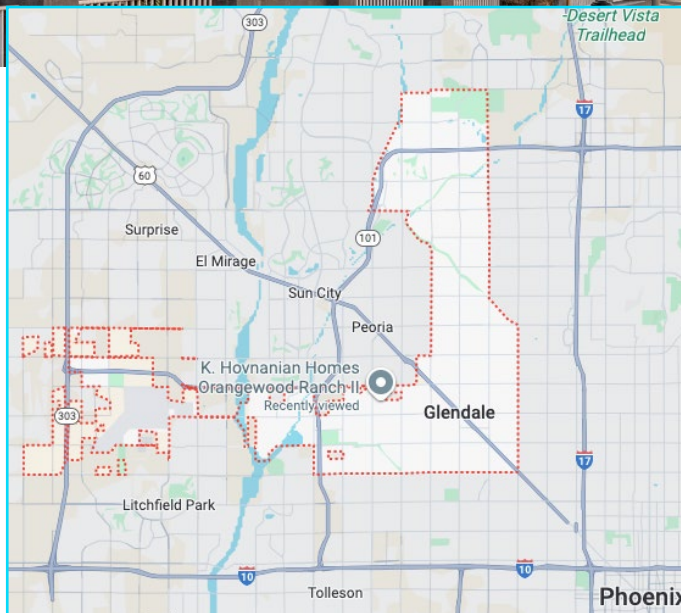 303
Desert Vista
Trailhead
17
60
Surprise
101
El Mirage
Sun City
Peoria
K. Hovnanian Homes
Orangewood Ranch II
Recently viewed
303
Glendale
17
Litchfield Park
10
10
Tolleson
Phoenix